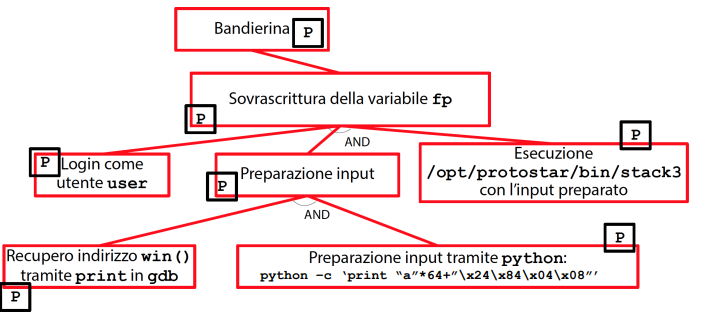 Bandierina P
Sovrascrittura della variabile fp
P
AND
P
Login come
utente user
P
Preparazione input
P
Esecuzione
/opt/protostar/bin/stack3
con l'input preparato
AND
Recupero indirizzo win()
tramite print in gdb
P
P
Preparazione input tramite python:
python –c ‘print “a”*64+”\x24\x84\x04\x08”’